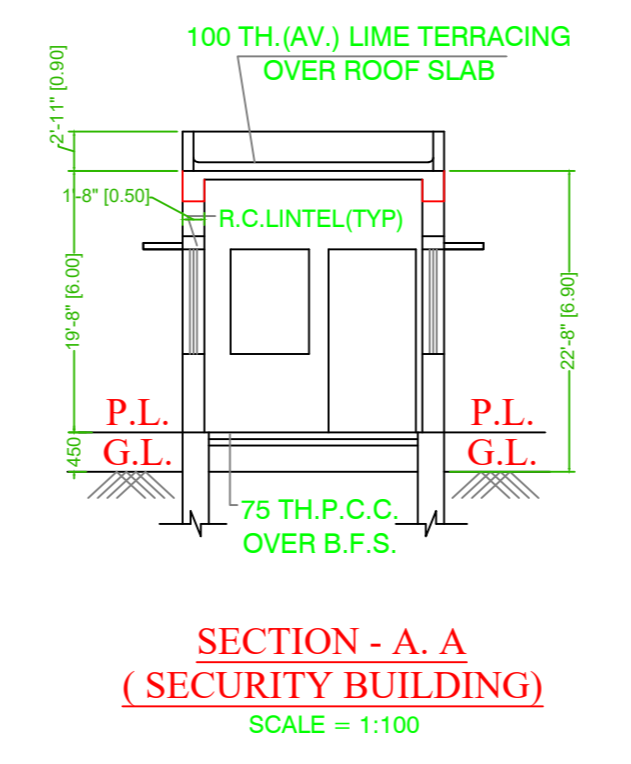 100 TH.(AV.) LIME TERRACING
OVER ROOF SLAB
2'-11" [0.90]
1'-8" [0.50]
R.C.LINTEL(TYP)
19'-8" [6.00]
22'-8" [6.90]
P.L.
P.L.
G.L.
G.L.
450
75 TH.P.C.C.
OVER B.F.S.
SECTION - A. A
( SECURITY BUILDING)
SCALE = 1:100